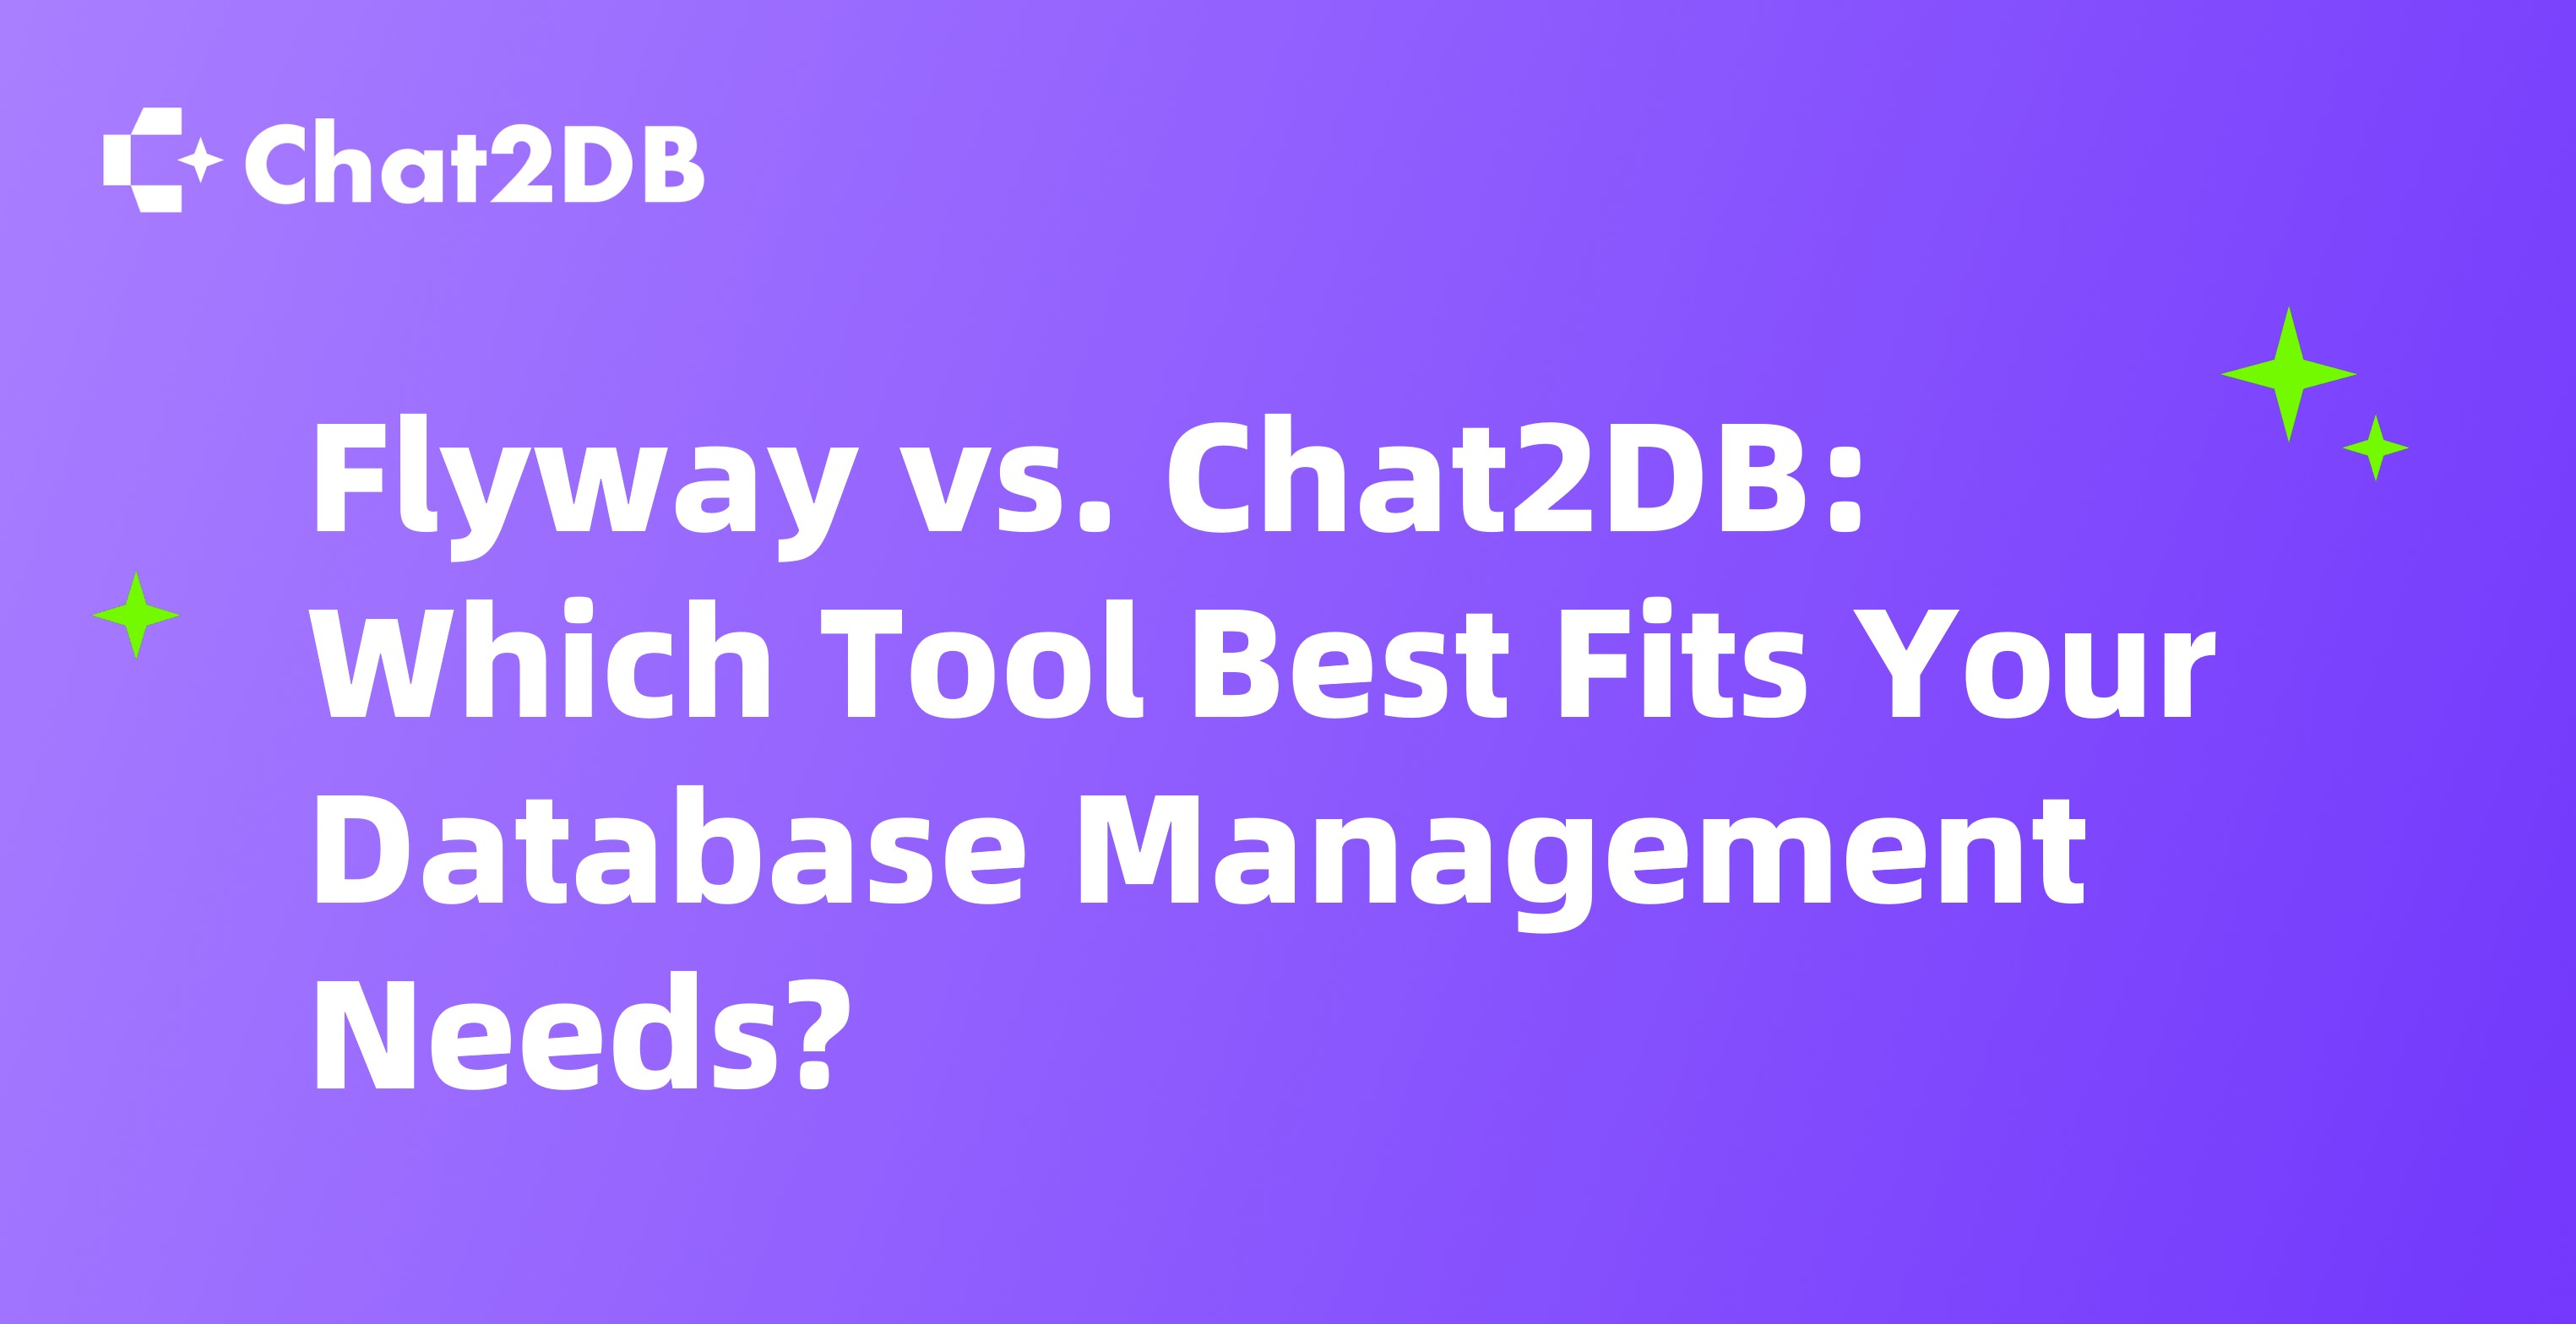 Chat2DB
Flyway vs. Chat2DB:
Which Tool Best Fits Your
Database Management
Needs?